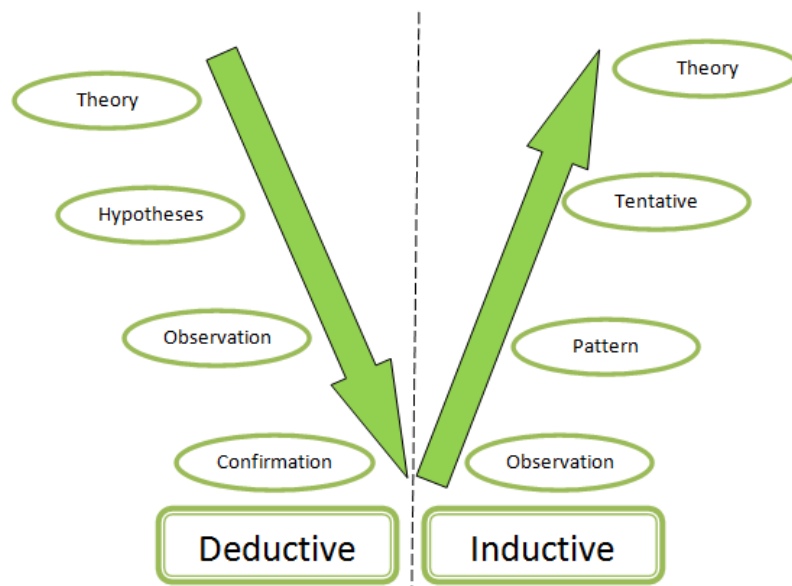 Theory
Hypotheses
Observation
Confirmation
Deductive
Theory
Tentative
Pattern
Observation
Inductive